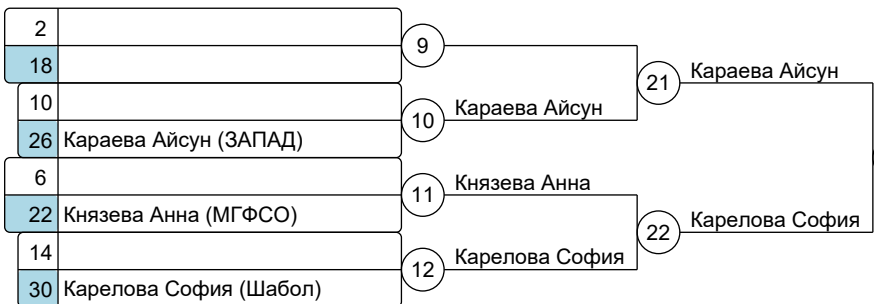 2
18
9
10
26 Караева Айсун (ЗАПАД)
10
Караева Айсун
21
Караева Айсун
6
22 Князева Анна (МГФСО)
11
Князева Анна
14
30 Карелова София (Шабол)
12
Карелова София
22
Карелова София